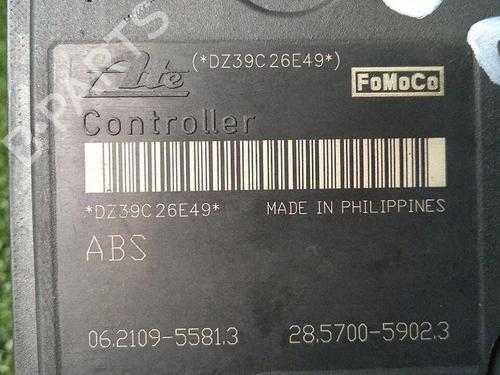 Ate (*DZ39C26E49*)
FoMoCo
Controller
*DZ39C26E49* MADE IN PHILIPPINES
ABS
06.2109-5581.3 28.5700-5902.3
B-PARTS